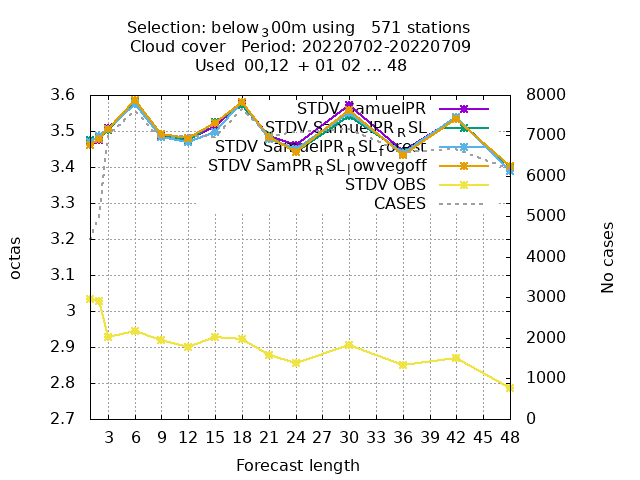 Selection: below_300m using   571 stations
Cloud cover   Period: 20220702-20220709
Used  00,12  + 01 02 ... 48
3.6
3.5
3.4
3.3
3.2
3.1
3
2.9
2.8
2.7
octas
8000
7000
6000
5000
4000
3000
2000
1000
0
No cases
STDV SamuelPR
STDV SamuelPR_RSL
STDV SamuelPR_RSL_forest
STDV SamPR_RSL_lowvegoff
STDV OBS
CASES
3 6 9 12 15 18 21 24 27 30 33 36 39 42 45 48
Forecast length